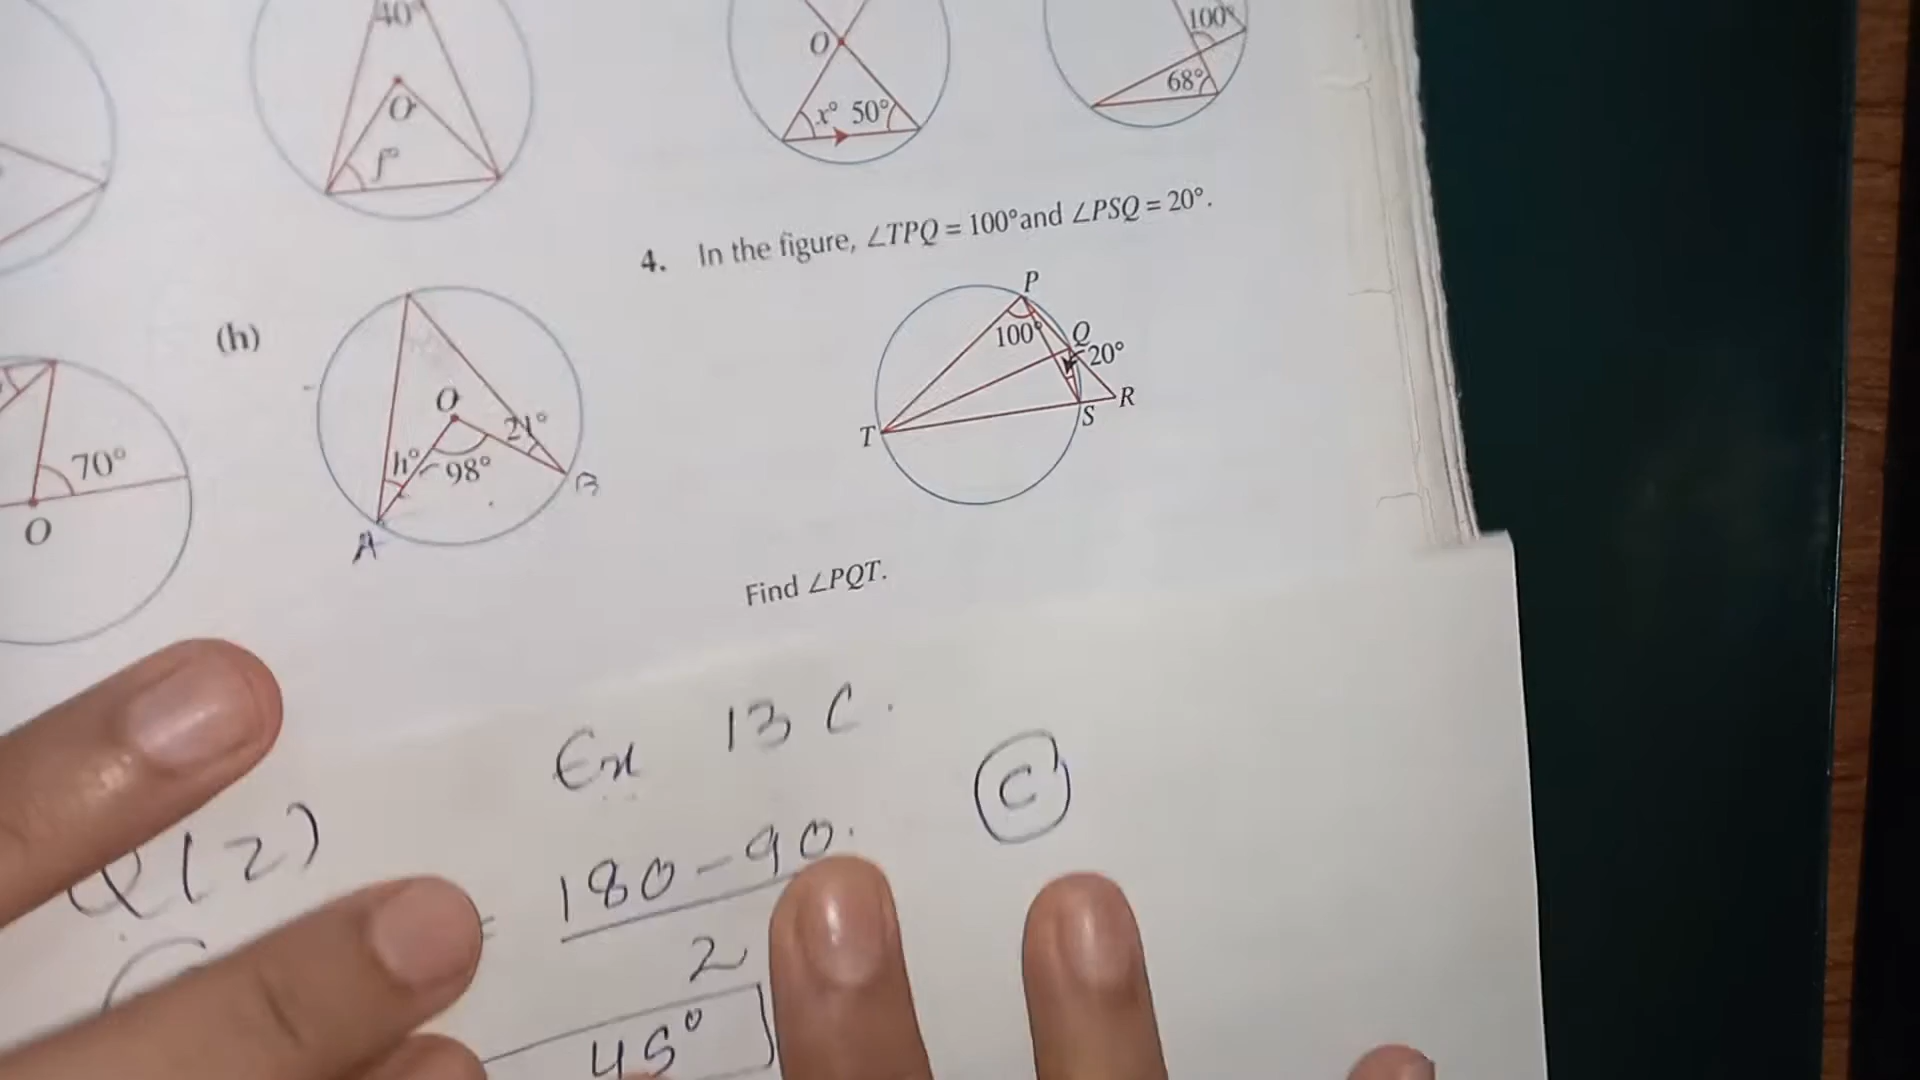 40°
O
f°
O
x° 50°
100°
68°
4. In the figure, ∠TPQ = 100°and ∠PSQ = 20°.
P
100°
Q
20°
R
S
T
(h)
O
21°
h°
98°
B
A
70°
O
Find ∠PQT.
Ex 13 C.
C
Q(2)
= 180-90.
2
45°